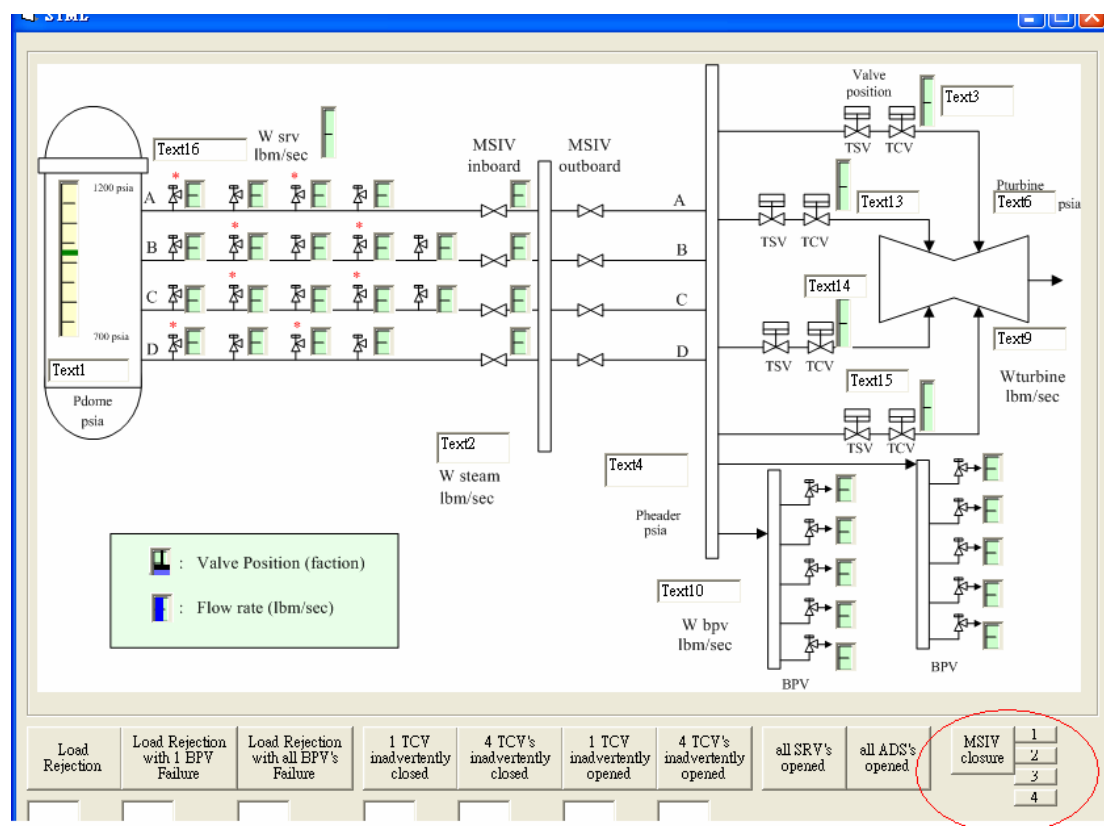 STML
Valve
position
Text3
TSV TCV
Text16
W srv
lbm/sec
MSIV
inboard
MSIV
outboard
1200 psia
* *
A
A
Text13
Pturbine
Text6 psia
TSV TCV
* *
B
B
* *
C
C
Text14
700 psia
* *
D
D
Text1
Pdome
psia
TSV TCV
Text9
Wturbine
lbm/sec
Text15
TSV TCV
Text2
W steam
lbm/sec
Text4
Pheader
psia
Text10
W bpv
lbm/sec
BPV
BPV
: Valve Position (faction)
: Flow rate (lbm/sec)
Load
Rejection
Load Rejection
with 1 BPV
Failure
Load Rejection
with all BPV's
Failure
1 TCV
inadvertently
closed
4 TCV's
inadvertently
closed
1 TCV
inadvertently
opened
4 TCV's
inadvertently
opened
all SRV's
opened
all ADS's
opened
MSIV
closure
1
2
3
4